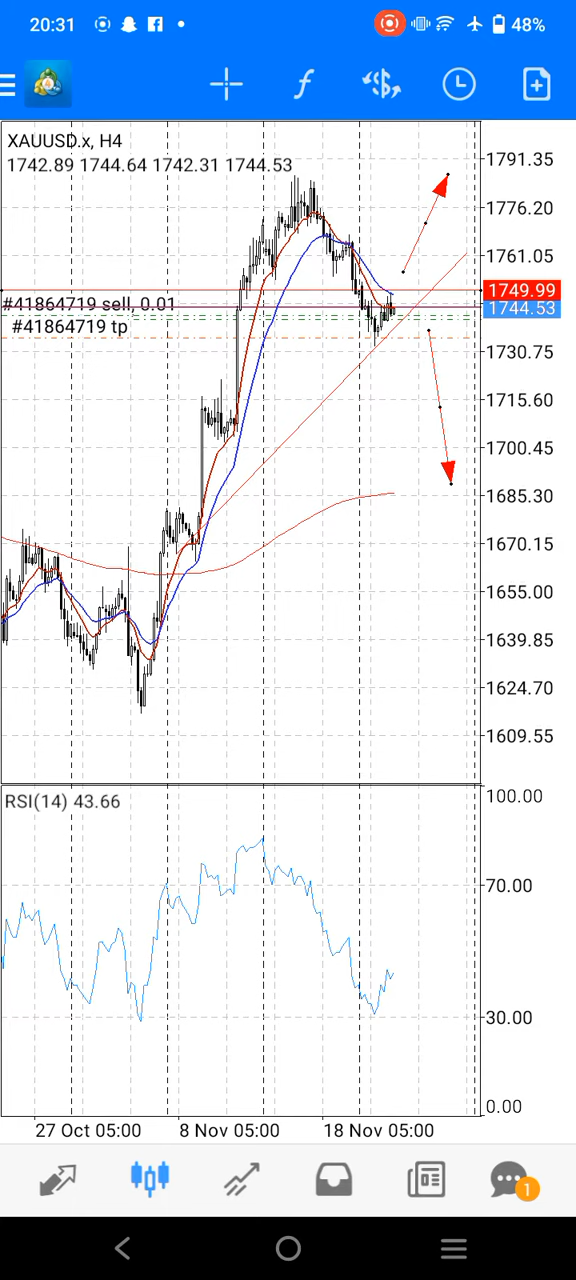 20:31
48%
f
$
XAUUSD.x, H4
1742.89 1744.64 1742.31 1744.53
1791.35
1776.20
1761.05
1749.99
#41864719 sell, 0.01
1744.53
#41864719 tp
1730.75
1715.60
1700.45
1685.30
1670.15
1655.00
1639.85
1624.70
1609.55
RSI(14) 43.66
100.00
70.00
30.00
0.00
27 Oct 05:00
8 Nov 05:00
18 Nov 05:00
1